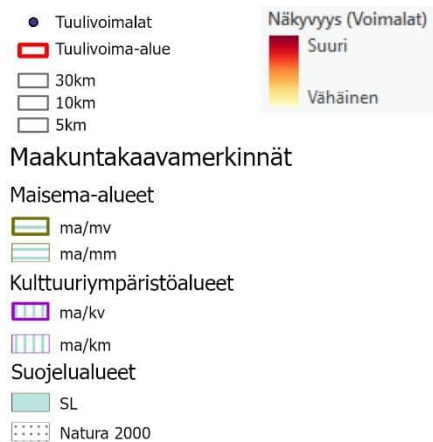 Tuulivoimalat
Tuulivoima-alue
30km
10km
5km
Näkyvyys (Voimalat)
Suuri
Vähäinen
Maakuntakaavamerkinnät
Maisema-alueet
ma/mv
ma/mm
Kulttuuriympäristöalueet
ma/kv
ma/km
Suojelualueet
SL
Natura 2000